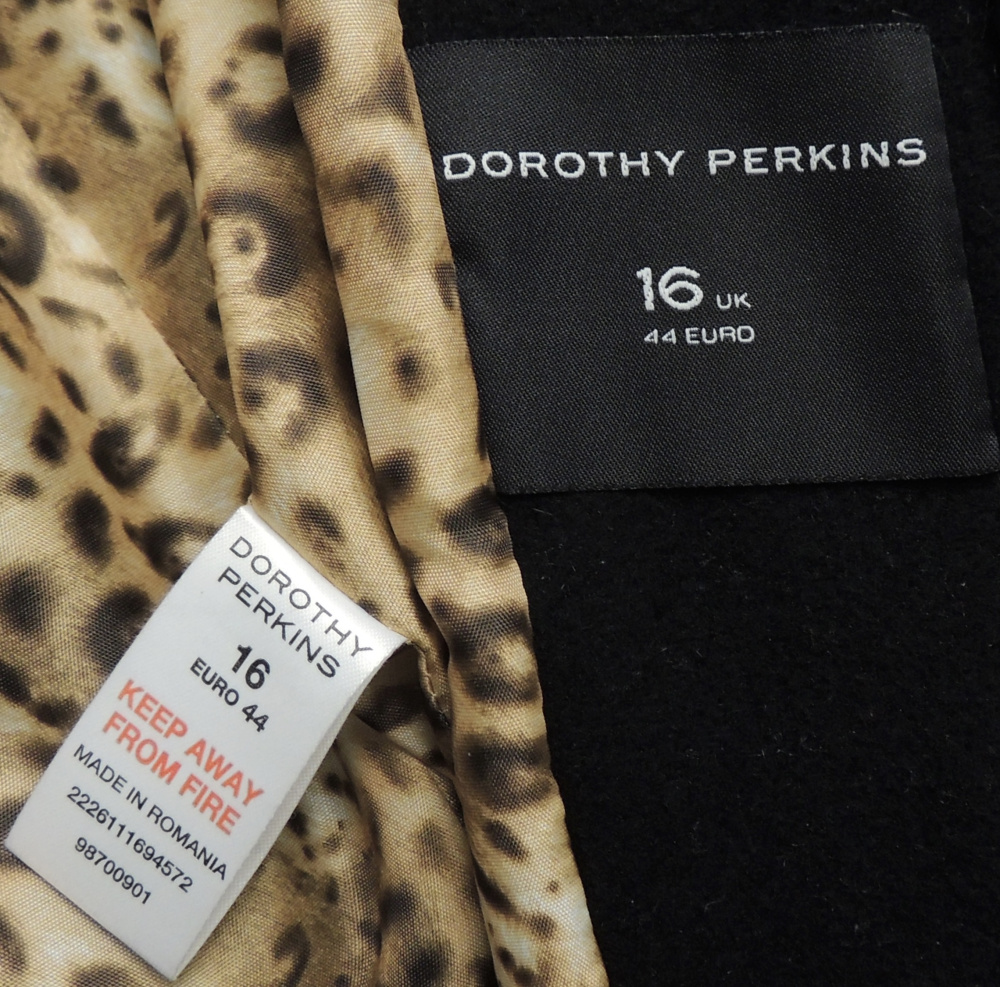 DOROTHY PERKINS
16 UK
44 EURO
DOROTHY
PERKINS
16
EURO 44
KEEP AWAY
FROM FIRE
MADE IN ROMANIA
2226111694572
98700901